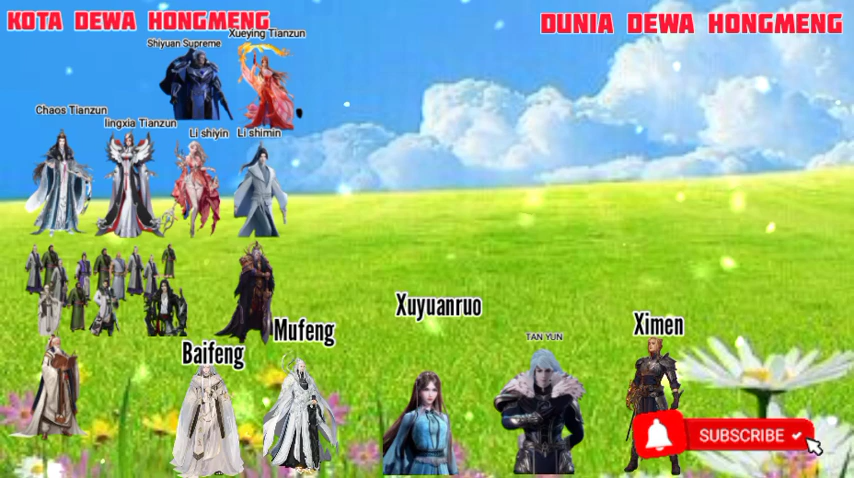 KOTA DEWA HONGMENG
DUNIA DEWA HONGMENG
Xueying Tianzun
Shiyuan Supreme
Chaos Tianzun
lingxia Tianzun
Li shiyin
Li shimin
Xuyuanruo
Mufeng
Ximen
TAN YUN
Baifeng
SUBSCRIBE